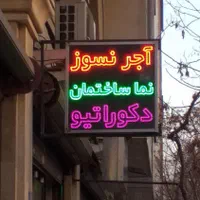 آجر نسوز
نما ساختمان
دکوراتیو